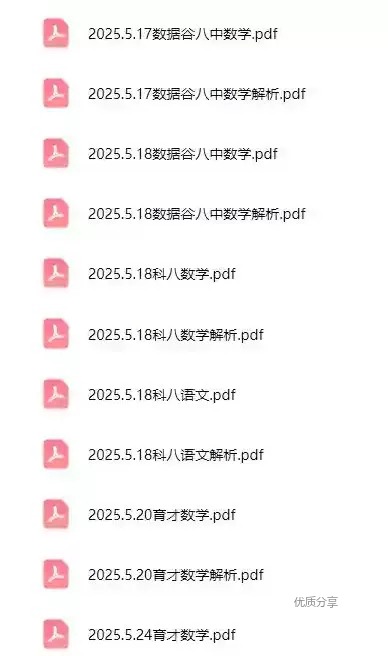 2025.5.17数据谷八中数学.pdf
2025.5.17数据谷八中数学解析.pdf
2025.5.18数据谷八中数学.pdf
2025.5.18数据谷八中数学解析.pdf
2025.5.18科八数学.pdf
2025.5.18科八数学解析.pdf
2025.5.18科八语文.pdf
2025.5.18科八语文解析.pdf
2025.5.20育才数学.pdf
2025.5.20育才数学解析.pdf
优质分享
2025.5.24育才数学.pdf